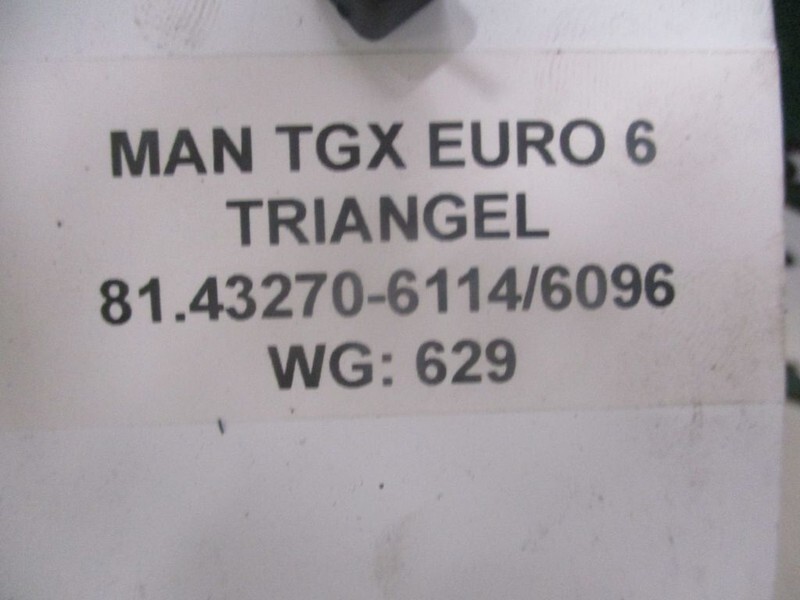 MAN TGX EURO 6
TRIANGEL
81.43270-6114/6096
WG: 629